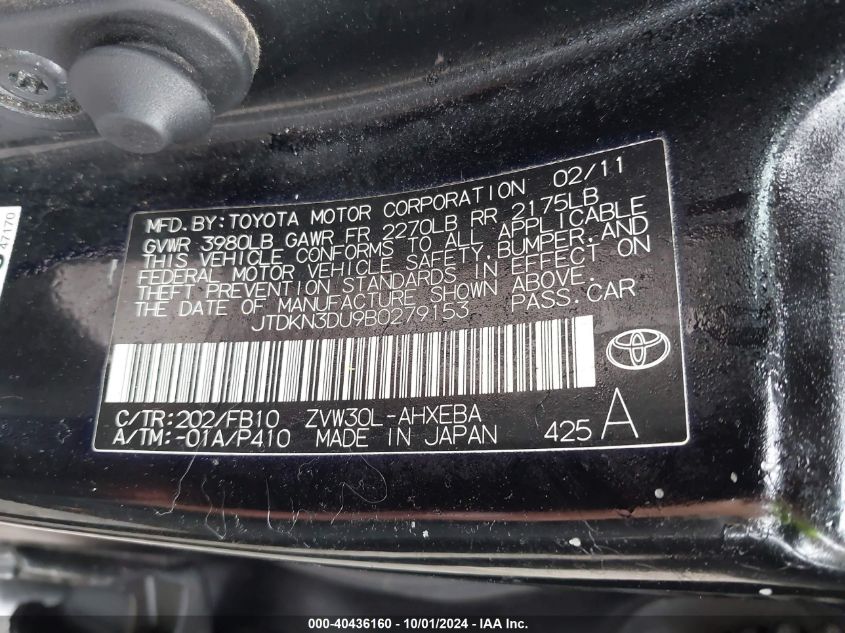 MFD. BY: TOYOTA MOTOR CORPORATION 02/11
GVWR 3980LB GAWR FR 2270LB RR 2175LB
THIS VEHICLE CONFORMS TO ALL APPLICABLE
FEDERAL MOTOR VEHICLE SAFETY, BUMPER, AND
THEFT PREVENTION STANDARDS IN EFFECT ON
THE DATE OF MANUFACTURE SHOWN ABOVE.
JTDKN3DU9B0279153 PASS. CAR
C/TR: 202/FB10 ZVW30L-AHXEBA
A/TM: -01A/P410 MADE IN JAPAN 425 A
47170
000-40436160 - 10/01/2024 - IAA Inc.